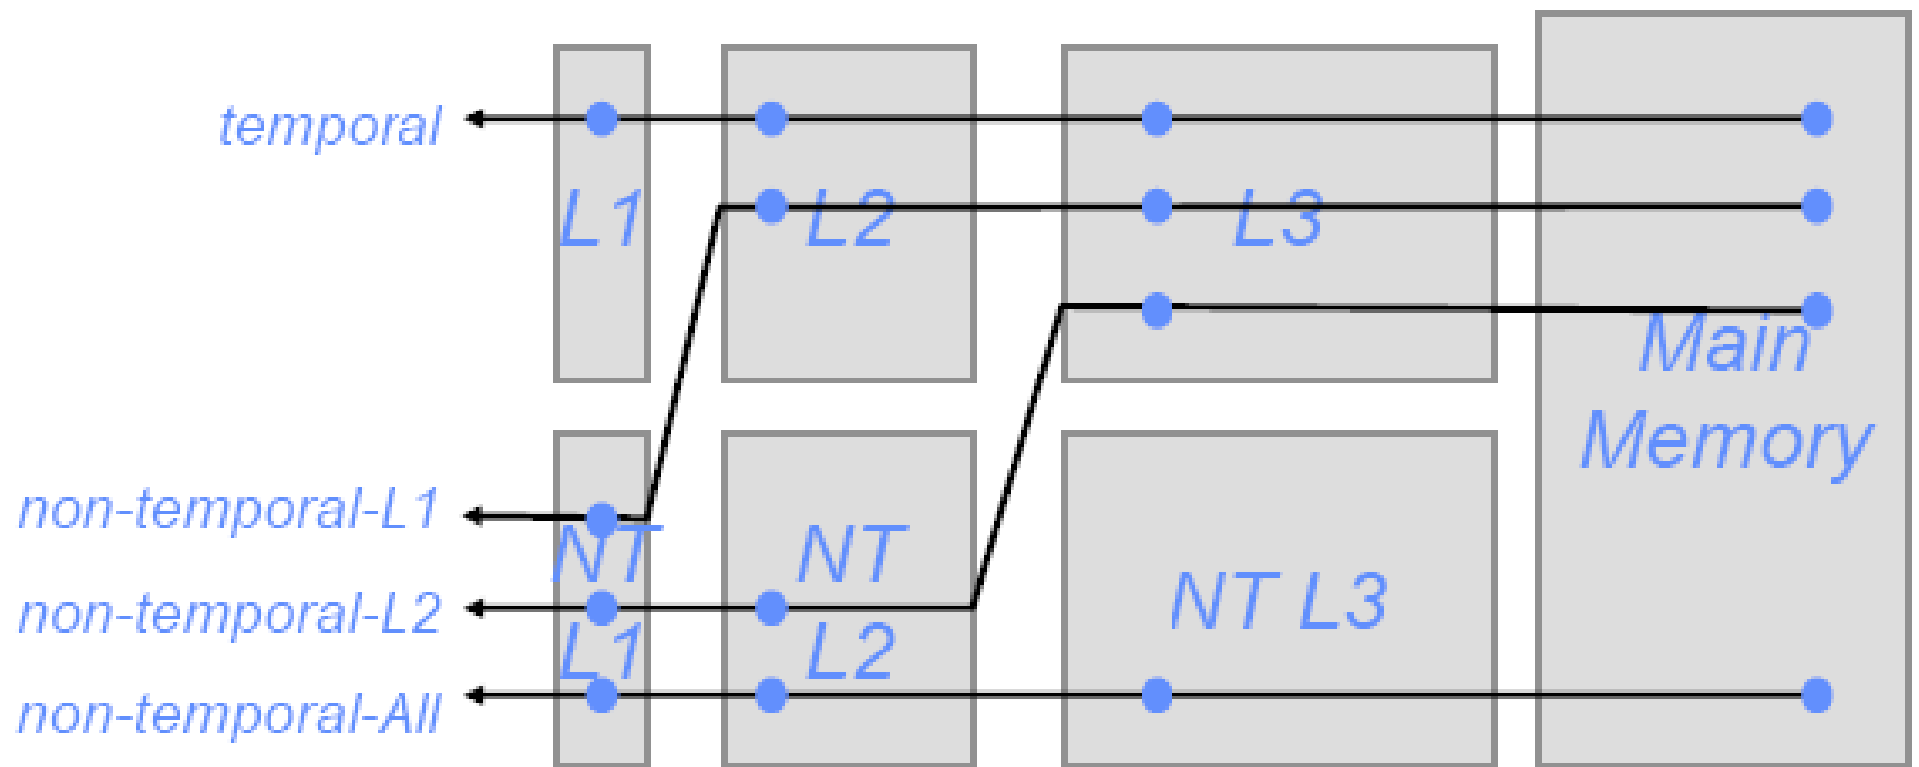 temporal
L1
L2
L3
Main
Memory
non-temporal-L1
non-temporal-L2
non-temporal-All
NT
L1
NT
L2
NT L3